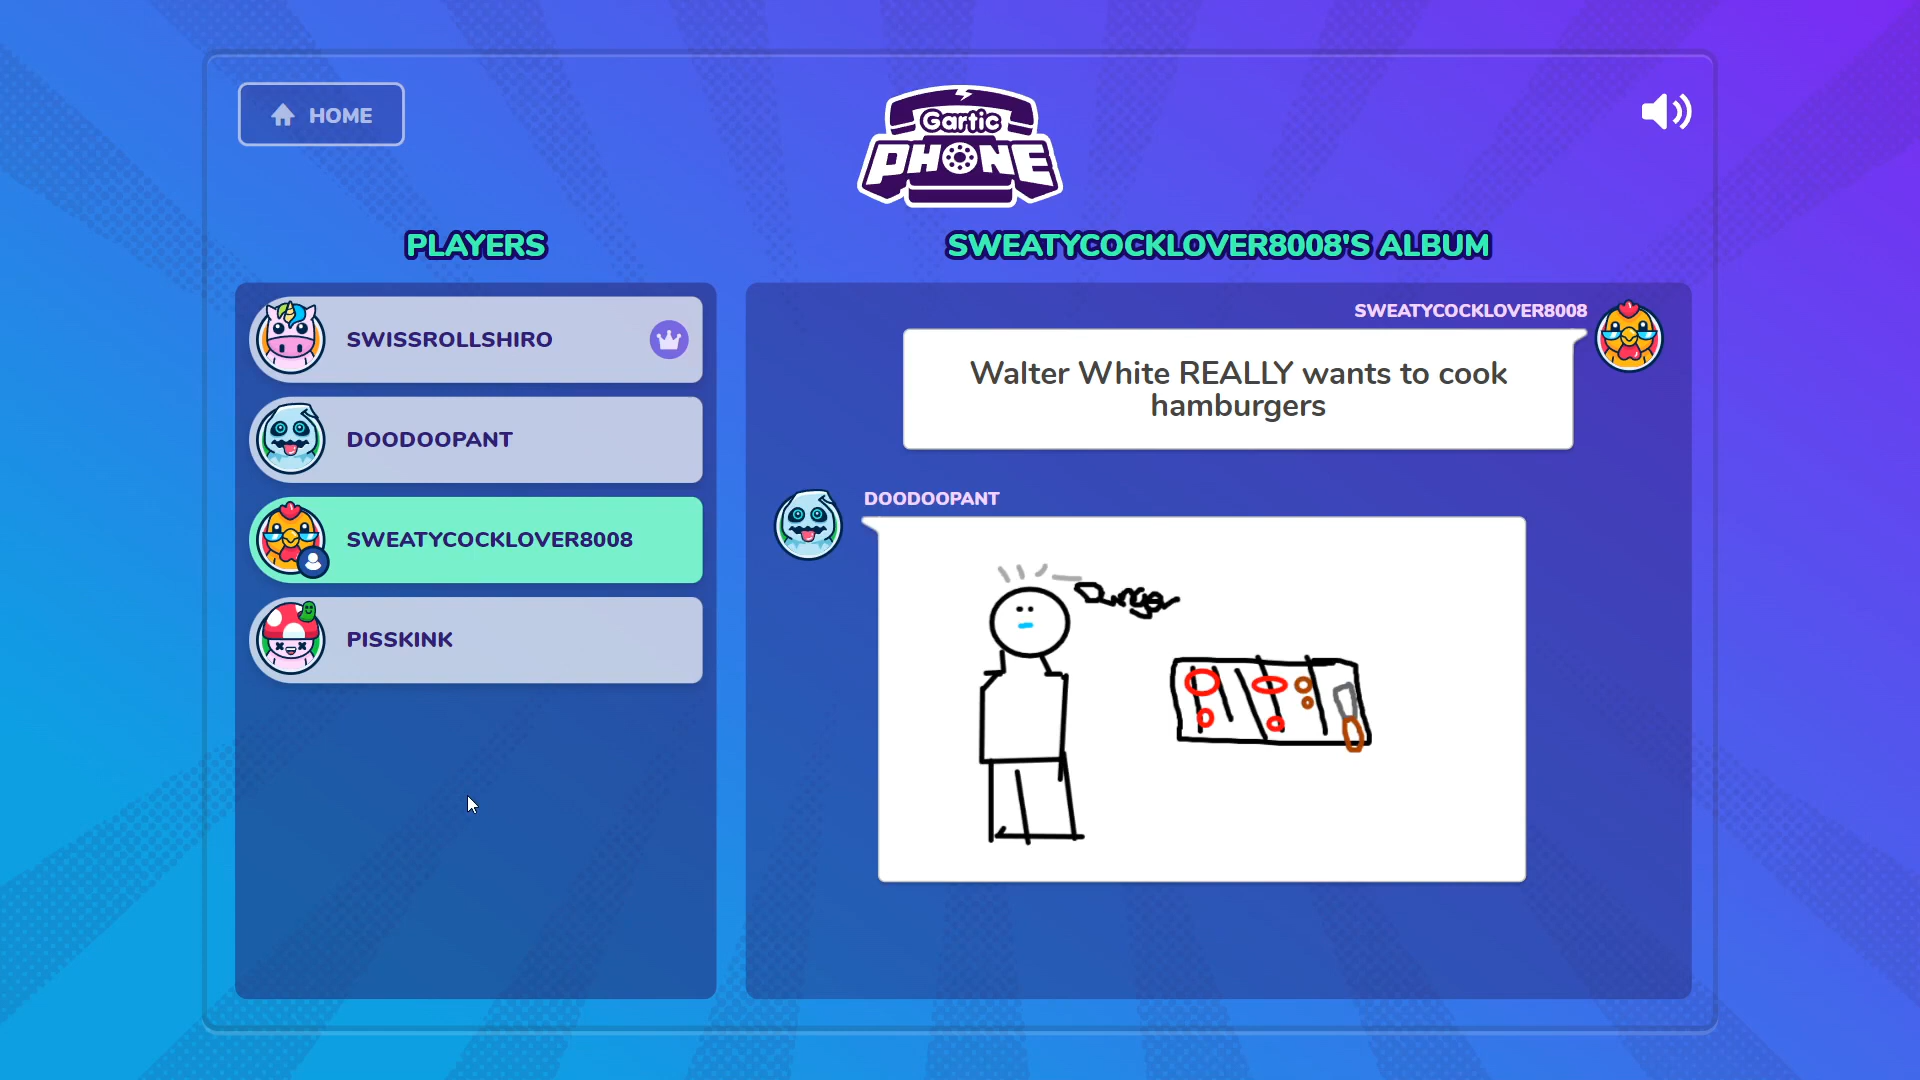 HOME
Gartic
PHONE
PLAYERS
SWEATYCOCKLOVER8008'S ALBUM
SWISSROLLSHIRO
DOODOOPANT
SWEATYCOCKLOVER8008
PISSKINK
SWEATYCOCKLOVER8008
Walter White REALLY wants to cook
hamburgers
DOODOOPANT